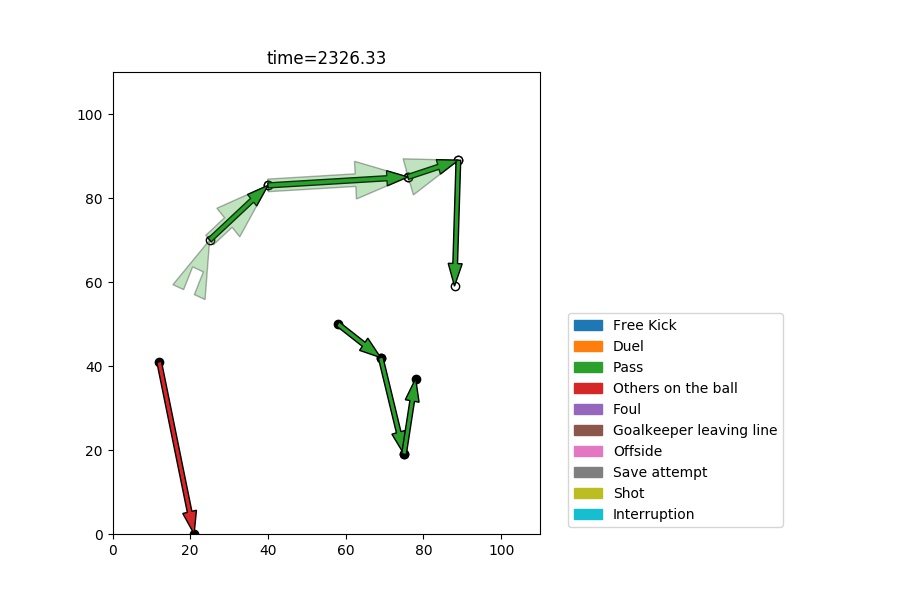 time=2326.33
100
80
60
40
20
0
0 20 40 60 80 100
Free Kick
Duel
Pass
Others on the ball
Foul
Goalkeeper leaving line
Offside
Save attempt
Shot
Interruption